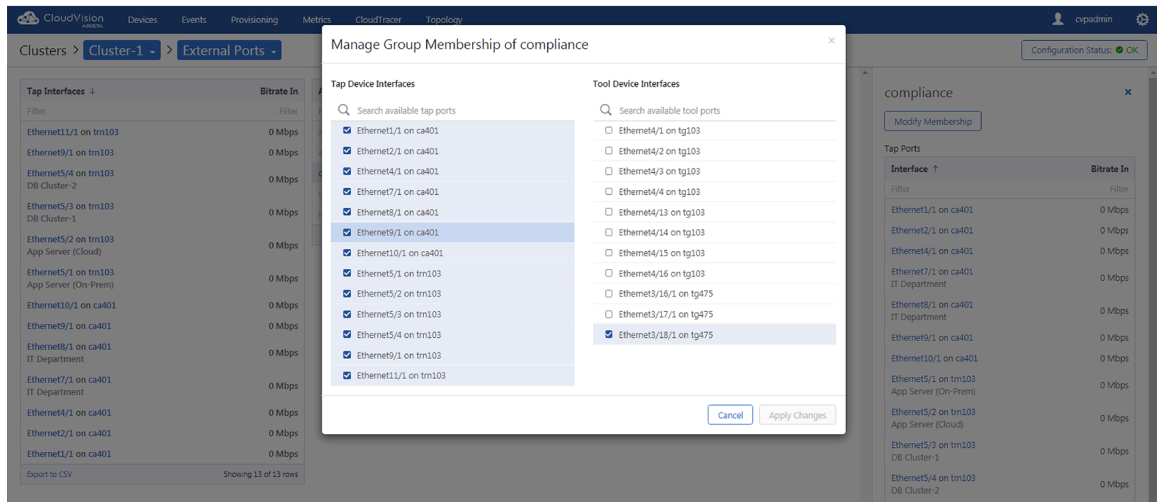 CloudVision
ARISTA
Devices
Events
Provisioning
Metrics
CloudTracer
Topology
cvpadmin
Clusters > Cluster-1 > External Ports
Configuration Status: OK
Tap Interfaces ↓ Bitrate In
Filter Filter
Ethernet11/1 on trn103 0 Mbps
Ethernet9/1 on trn103 0 Mbps
Ethernet5/4 on trn103 0 Mbps
DB Cluster-2
Ethernet5/3 on trn103 0 Mbps
DB Cluster-1
Ethernet5/2 on trn103 0 Mbps
App Server (Cloud)
Ethernet5/1 on trn103 0 Mbps
App Server (On-Prem)
Ethernet10/1 on ca401 0 Mbps
Ethernet9/1 on ca401 0 Mbps
Ethernet8/1 on ca401 0 Mbps
IT Department
Ethernet7/1 on ca401 0 Mbps
IT Department
Ethernet4/1 on ca401 0 Mbps
Ethernet2/1 on ca401 0 Mbps
Ethernet1/1 on ca401 0 Mbps
Export to CSV Showing 13 of 13 rows
Manage Group Membership of compliance ×
Tap Device Interfaces
Search available tap ports
Ethernet1/1 on ca401
Ethernet2/1 on ca401
Ethernet4/1 on ca401
Ethernet7/1 on ca401
Ethernet8/1 on ca401
Ethernet9/1 on ca401
Ethernet10/1 on ca401
Ethernet5/1 on trn103
Ethernet5/2 on trn103
Ethernet5/3 on trn103
Ethernet5/4 on trn103
Ethernet9/1 on trn103
Ethernet11/1 on trn103
Tool Device Interfaces
Search available tool ports
Ethernet4/1 on tg103
Ethernet4/2 on tg103
Ethernet4/3 on tg103
Ethernet4/4 on tg103
Ethernet4/13 on tg103
Ethernet4/14 on tg103
Ethernet4/15 on tg103
Ethernet4/16 on tg103
Ethernet3/16/1 on tg475
Ethernet3/17/1 on tg475
Ethernet3/18/1 on tg475
Cancel
Apply Changes
compliance ×
Modify Membership
Tap Ports
Interface ↑ Bitrate In
Filter Filter
Ethernet1/1 on ca401 0 Mbps
Ethernet2/1 on ca401 0 Mbps
Ethernet4/1 on ca401 0 Mbps
Ethernet7/1 on ca401 0 Mbps
IT Department
Ethernet8/1 on ca401 0 Mbps
IT Department
Ethernet9/1 on ca401 0 Mbps
Ethernet10/1 on ca401 0 Mbps
Ethernet5/1 on trn103 0 Mbps
App Server (On-Prem)
Ethernet5/2 on trn103 0 Mbps
App Server (Cloud)
Ethernet5/3 on trn103 0 Mbps
DB Cluster-1
Ethernet5/4 on trn103 0 Mbps
DB Cluster-2